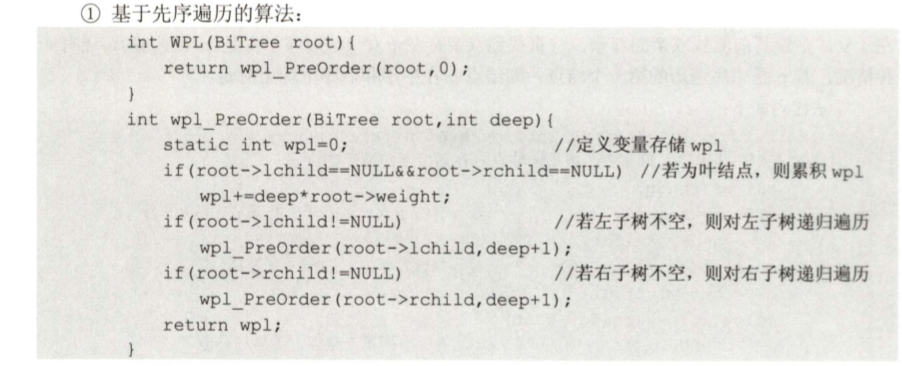 ① 基于先序遍历的算法：
int WPL(BiTree root){
return wpl_PreOrder(root,0);
}
int wpl_PreOrder(BiTree root,int deep){
static int wpl=0; //定义变量存储 wpl
if(root->lchild==NULL&&root->rchild==NULL) //若为叶结点，则累积 wpl
wpl+=deep*root->weight;
if(root->lchild!=NULL) //若左子树不空，则对左子树递归遍历
wpl_PreOrder(root->lchild,deep+1);
if(root->rchild!=NULL) //若右子树不空，则对右子树递归遍历
wpl_PreOrder(root->rchild,deep+1);
return wpl;
}